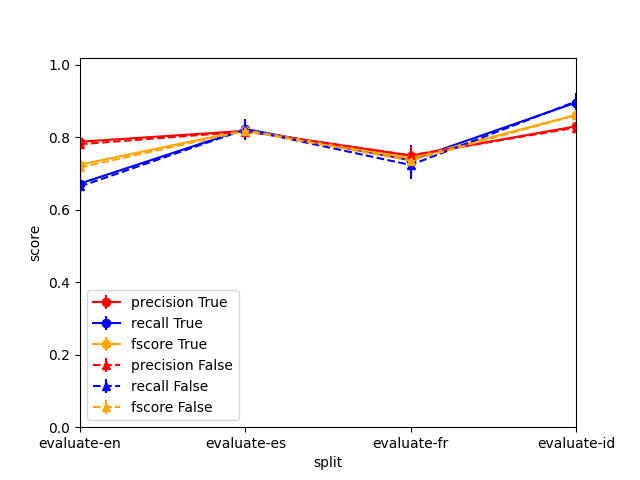 1.0
0.8
0.6
0.4
0.2
0.0
score
precision True
recall True
fscore True
precision False
recall False
fscore False
evaluate-en evaluate-es evaluate-fr evaluate-id
split